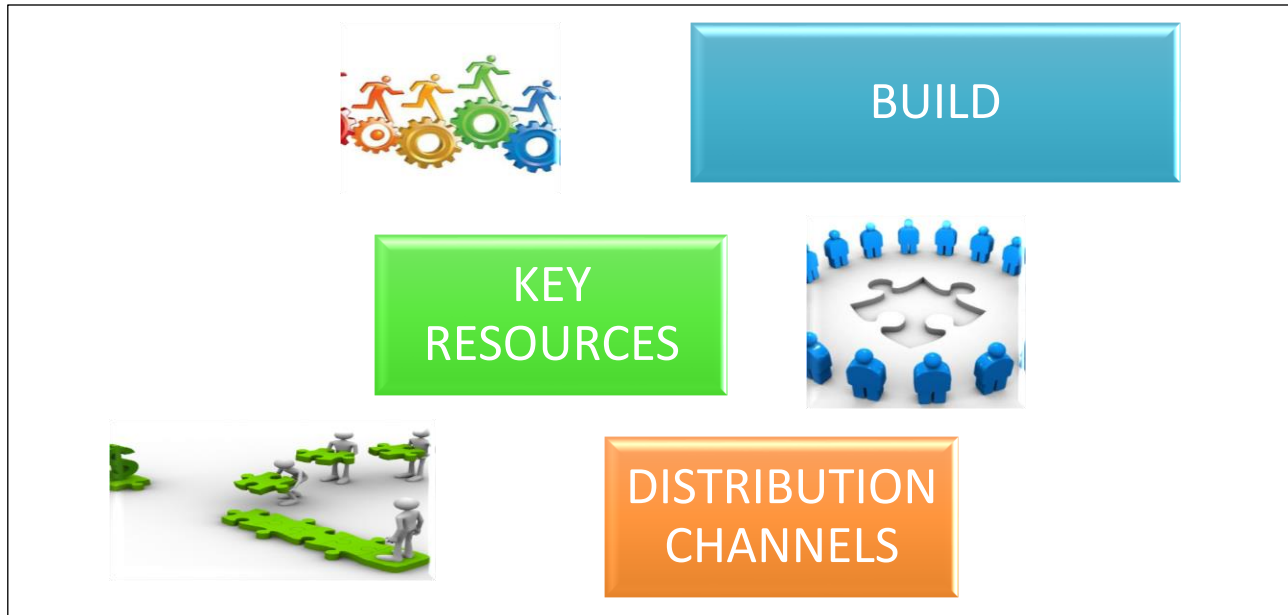 BUILD
KEY
RESOURCES
$
DISTRIBUTION
CHANNELS